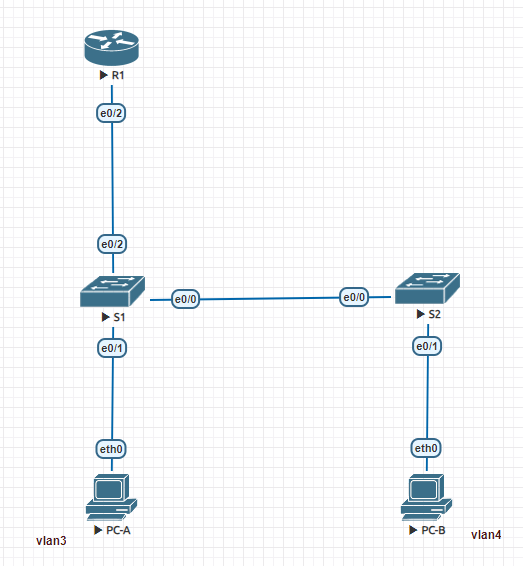 R1
e0/2
e0/2
S1
e0/0
e0/0
S2
e0/1
e0/1
eth0
eth0
PC-A
PC-B
vlan3
vlan4